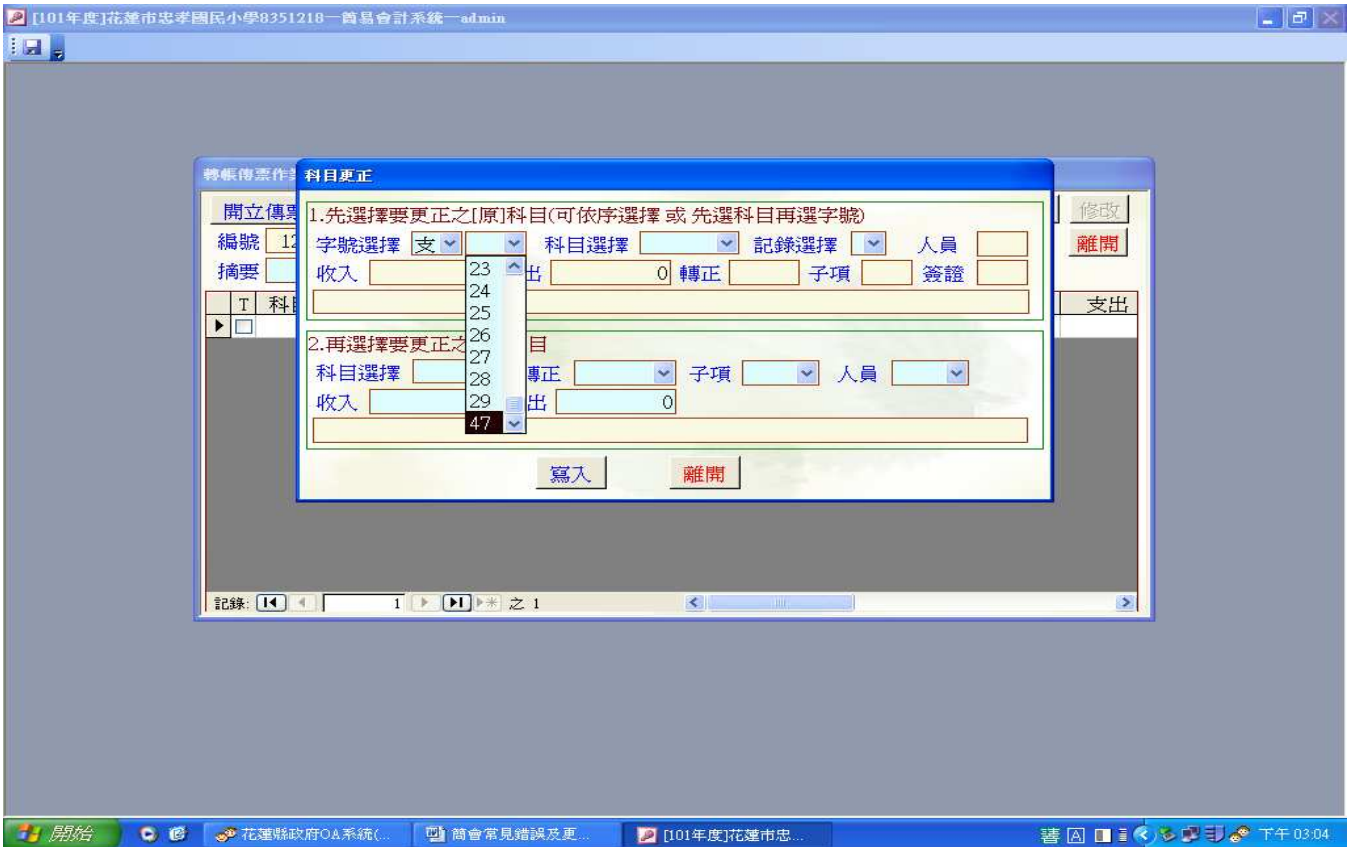 [101年度]花蓮市忠孝國民小學8351218—簡易會計系統—admin
轉帳傳票作業
科目更正
開立傳票
1.先選擇要更正之[原]科目(可依序選擇 或 先選科目再選字號)
修改
編號 12
字號選擇 支 科目選擇 記錄選擇 人員
離開
摘要
收入 出 0 轉正 子項 簽證
23
24
25
26
27
28
29
47
T 科目 支出
2.再選擇要更正之 目
科目選擇 轉正 子項 人員
收入 出 0
寫入 離開
記錄: 1 之 1
開始 花蓮縣政府OA系統(... 簡會常見錯誤及更... [101年度]花蓮市忠... 下午 03:04